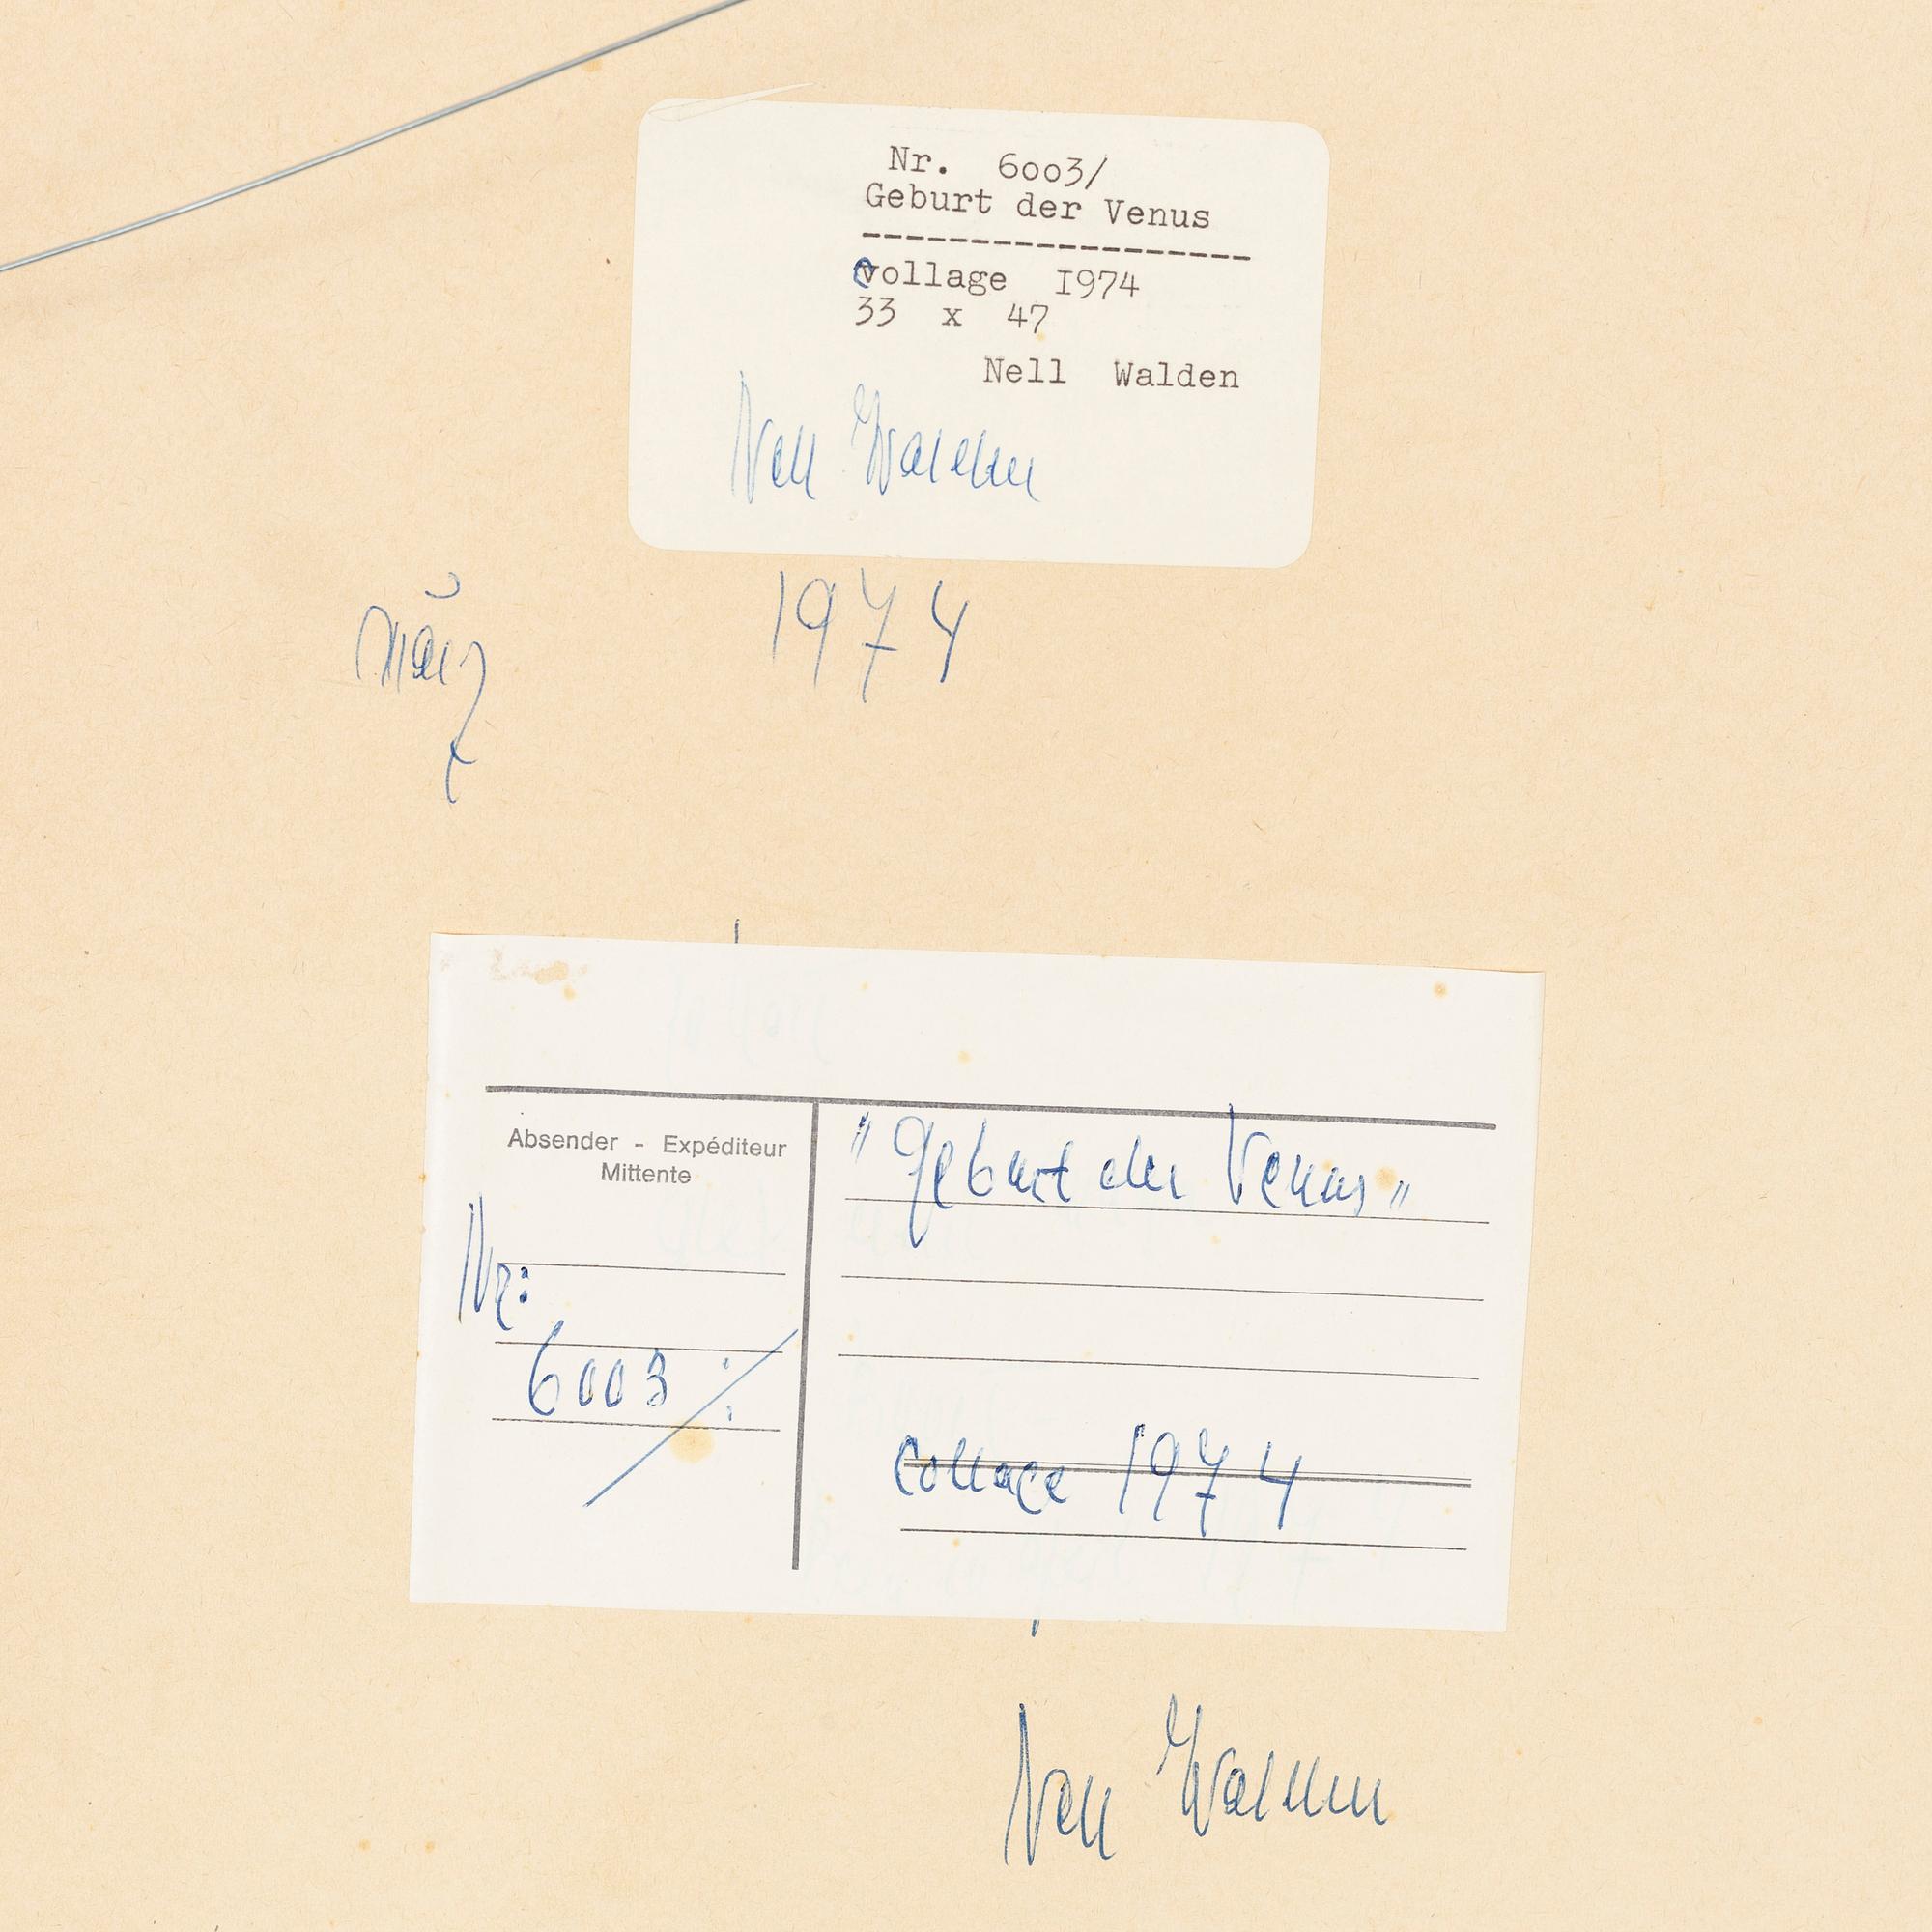 Nr. 6003/
Geburt der Venus
-------------------
Collage I974
33 x 47
Nell Walden
Nell Walden
März 1974
Absender - Expéditeur
Mittente
"Geburt der Venus"
Nr:
6003 ./.
Collage 1974
Nell Walden